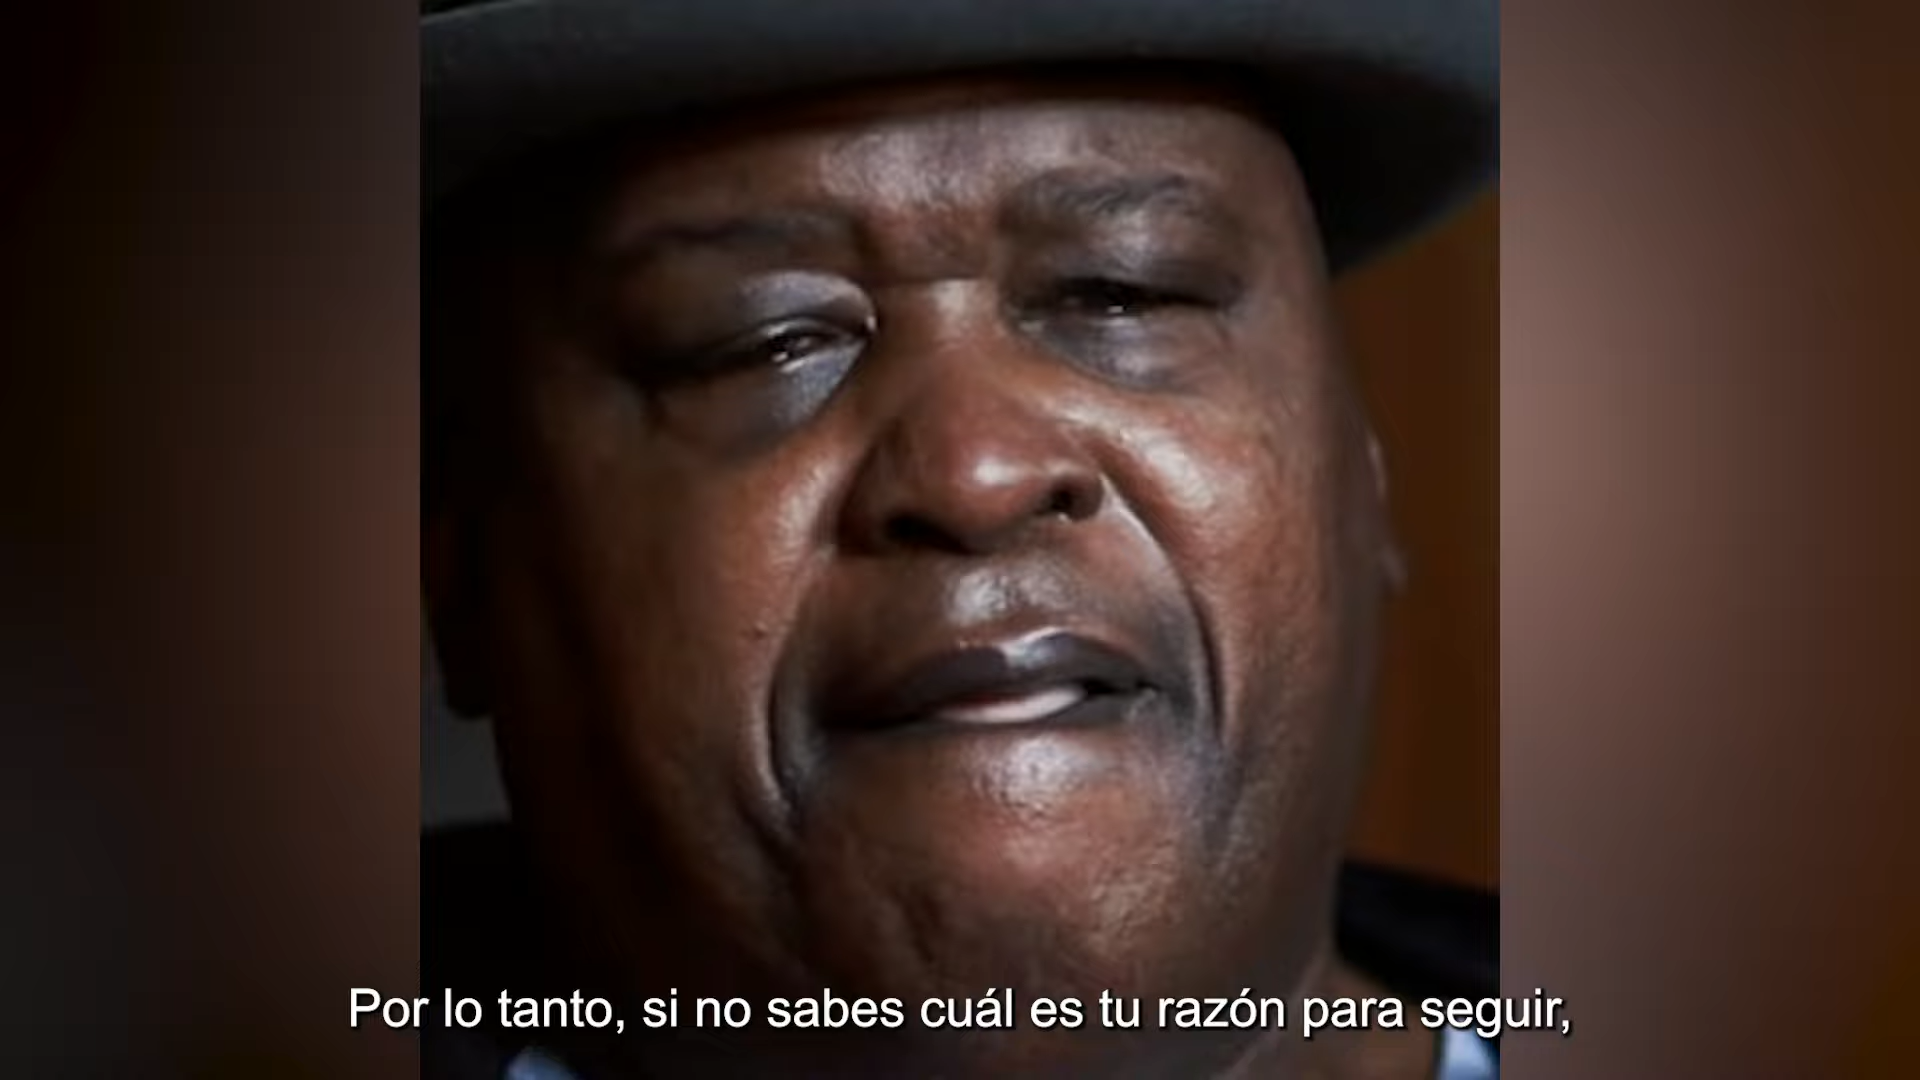 Por lo tanto, si no sabes cuál es tu razón para seguir,